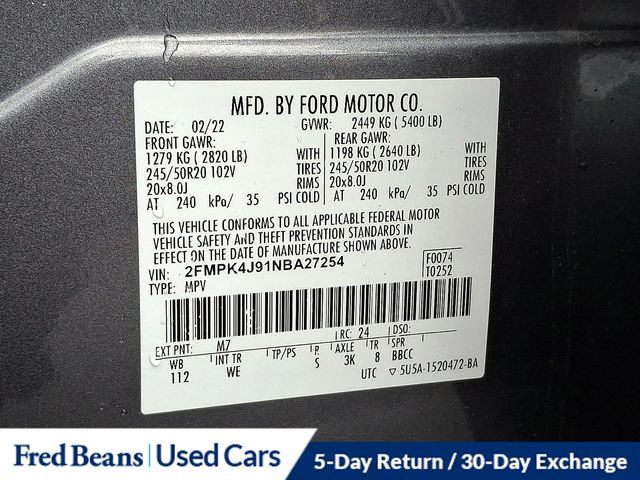 MFD. BY FORD MOTOR CO.
DATE: 02/22 GVWR: 2449 KG ( 5400 LB)
FRONT GAWR: REAR GAWR:
1279 KG ( 2820 LB) WITH 1198 KG ( 2640 LB) WITH
245/50R20 102V TIRES 245/50R20 102V TIRES
20x8.0J RIMS 20x8.0J RIMS
AT 240 kPa/ 35 PSI COLD AT 240 kPa/ 35 PSI COLD
THIS VEHICLE CONFORMS TO ALL APPLICABLE FEDERAL MOTOR
VEHICLE SAFETY AND THEFT PREVENTION STANDARDS IN
EFFECT ON THE DATE OF MANUFACTURE SHOWN ABOVE.
VIN: 2FMPK4J91NBA27254 F0074
TYPE: MPV T0252
EXT PNT: M7 RC: 24 DSO:
WB INT TR TP/PS P. S AXLE TR SPR
112 WE 3K 8 BBCC
UTC ▽ 5U5A-1520472-BA
Fred Beans | Used Cars 5-Day Return / 30-Day Exchange